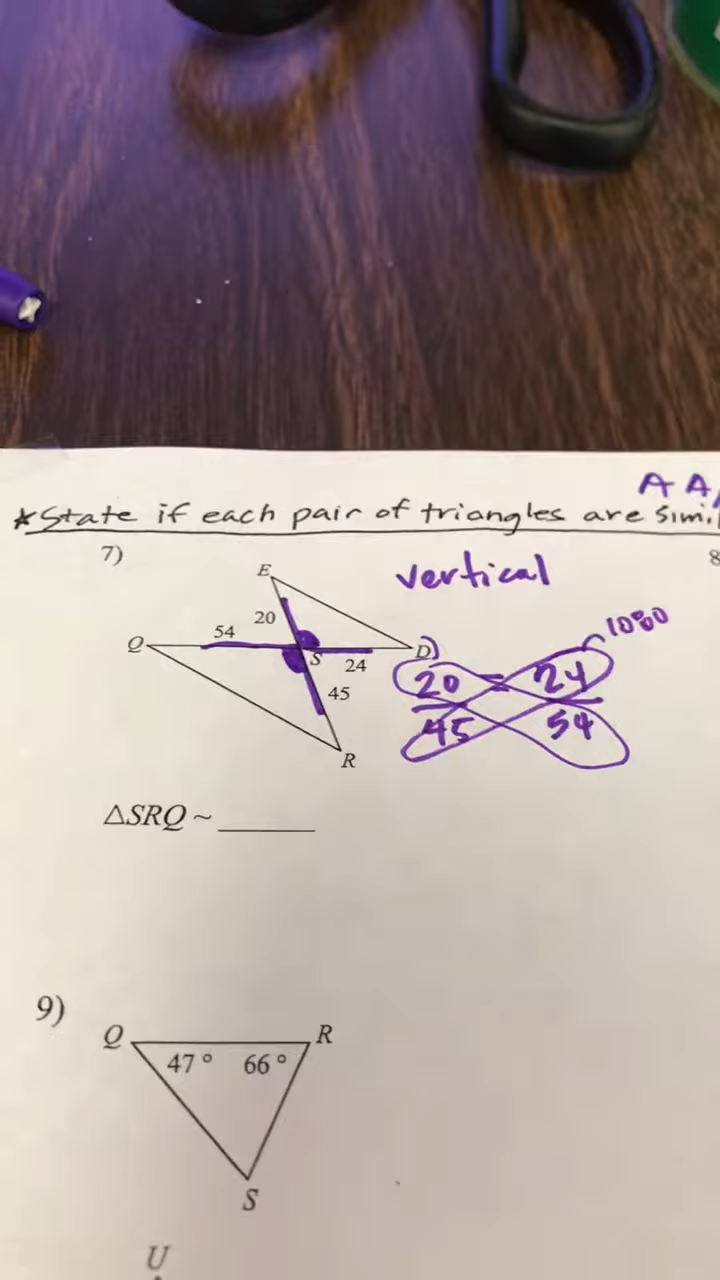 A A,
*State if each pair of triangles are simi
7)
8
vertical
E
20
54
Q
S
D
24
45
R
1080
20 = 24
45 54
△SRQ ~ ______
9)
Q
R
47° 66°
S
U